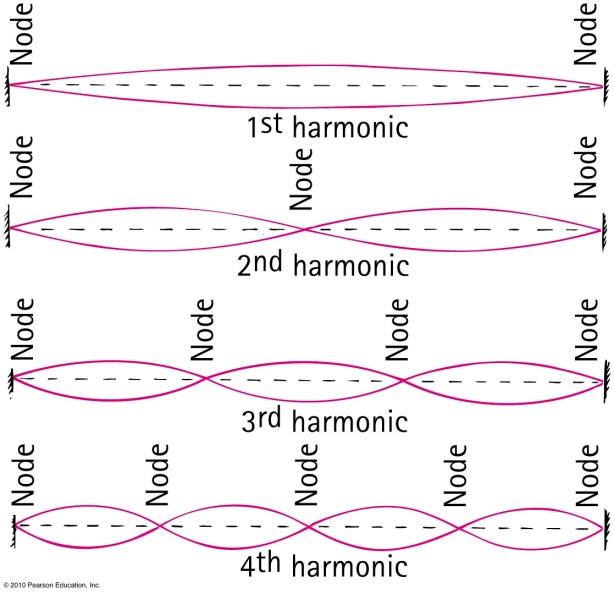 Node Node
1st harmonic
Node Node Node
2nd harmonic
Node Node Node Node
3rd harmonic
Node Node Node Node Node
4th harmonic
© 2010 Pearson Education, Inc.